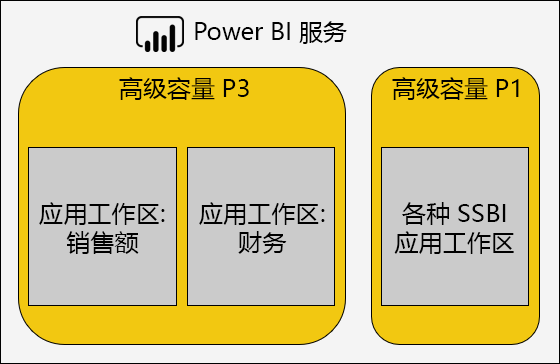 Power BI 服务
高级容量 P3
高级容量 P1
应用工作区:
销售额
应用工作区:
财务
各种 SSBI
应用工作区